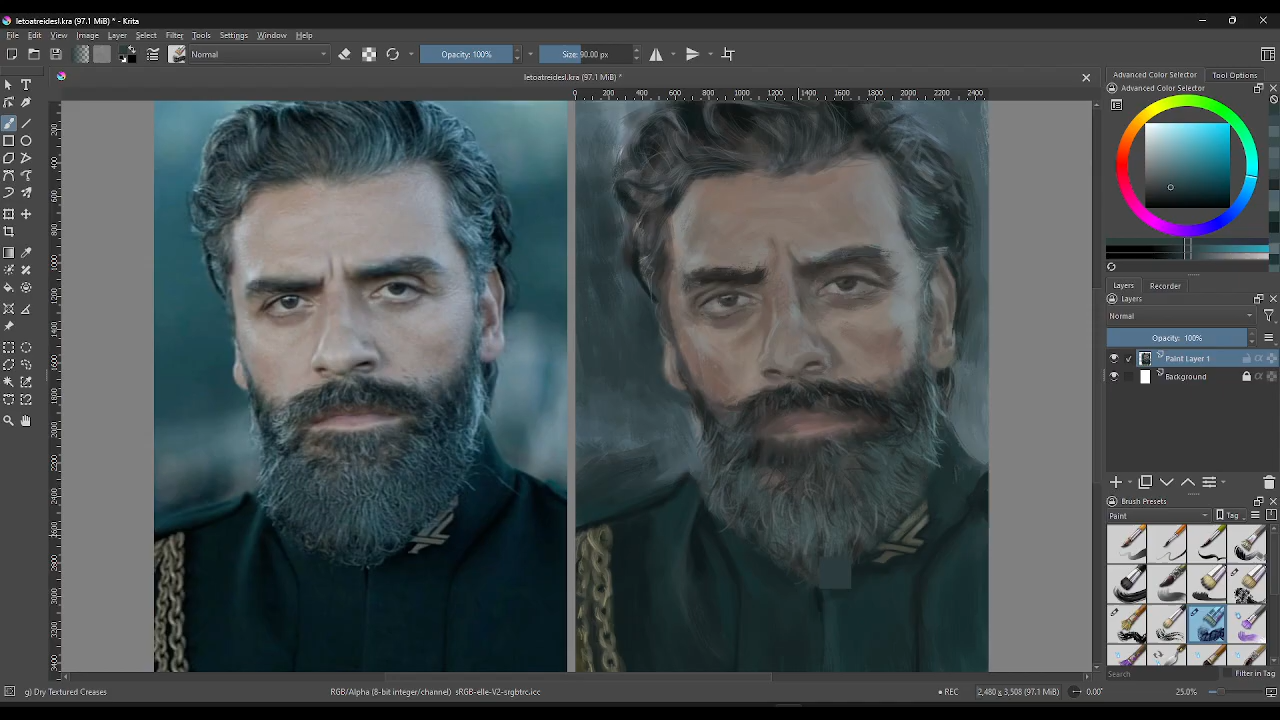 letoatreidesl.kra (97.1 MiB) * - Krita
File Edit View Image Layer Select Filter Tools Settings Window Help
Normal Opacity: 100% Size: 90.00 px
letoatreidesl.kra (97.1 MiB) *
0 200 400 600 800 1000 1200 1400 1600 1800 2000 2200 2400
Advanced Color Selector Tool Options
Advanced Color Selector
Layers Recorder
Layers
Normal
Opacity: 100%
Paint Layer 1
Background
Brush Presets
Paint Tag
Search Filter in Tag
g) Dry Textured Creases RGB/Alpha (8-bit integer/channel) sRGB-elle-V2-srgbtrc.icc REC 2,480 x 3,508 (97.1 MiB) 0.00° 25.0%